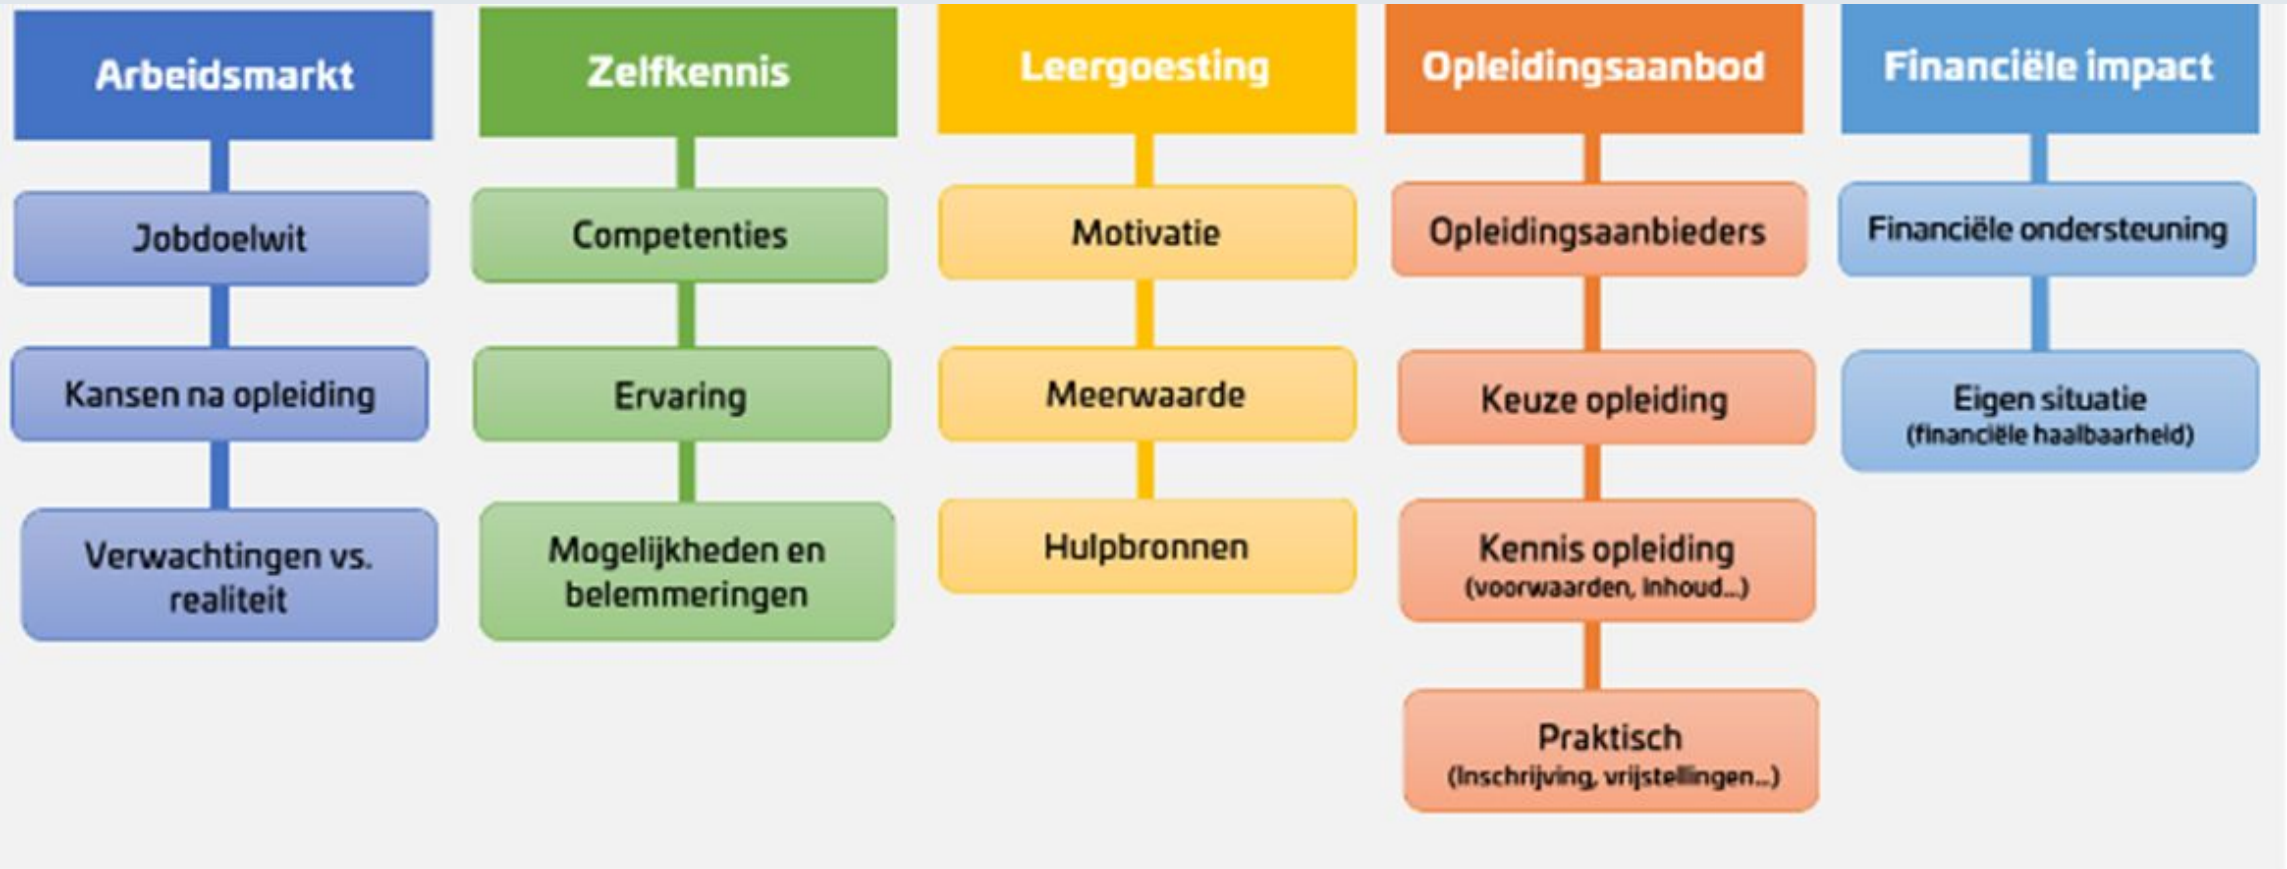 Arbeidsmarkt
Jobdoelwit
Kansen na opleiding
Verwachtingen vs.
realiteit
Zelfkennis
Competenties
Ervaring
Mogelijkheden en
belemmeringen
Leergoesting
Motivatie
Meerwaarde
Hulpbronnen
Opleidingsaanbod
Opleidingsaanbieders
Keuze opleiding
Kennis opleiding
(voorwaarden, inhoud...)
Praktisch
(Inschrijving, vrijstellingen...)
Financiële impact
Financiële ondersteuning
Eigen situatie
(financiële haalbaarheid)